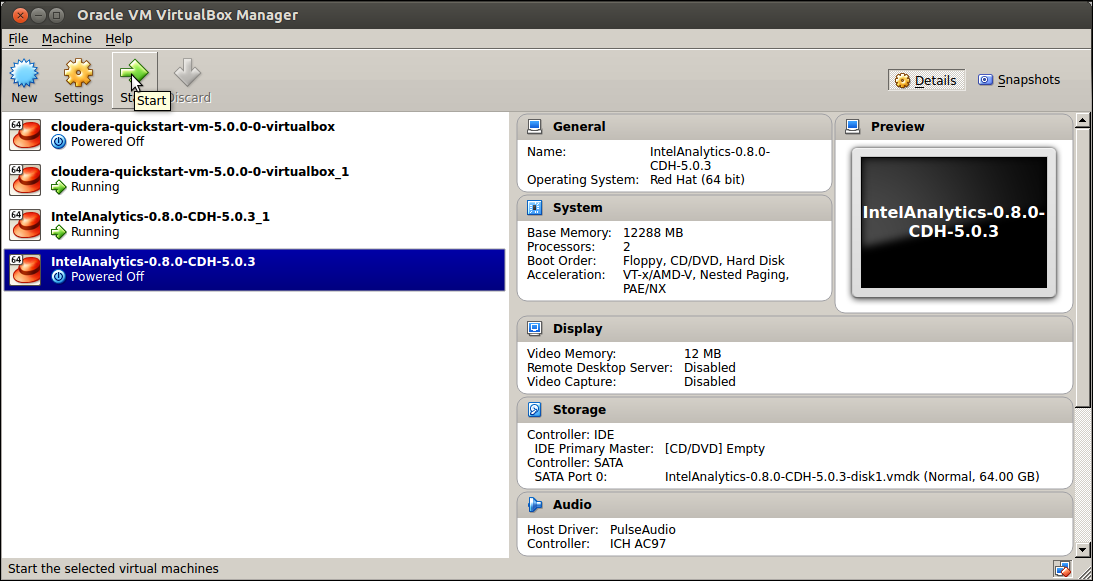 Oracle VM VirtualBox Manager
File Machine Help
New Settings Start Discard
Start
Details Snapshots
64 cloudera-quickstart-vm-5.0.0-0-virtualbox
Powered Off
64 cloudera-quickstart-vm-5.0.0-0-virtualbox_1
Running
64 IntelAnalytics-0.8.0-CDH-5.0.3_1
Running
64 IntelAnalytics-0.8.0-CDH-5.0.3
Powered Off
General
Name: IntelAnalytics-0.8.0-
CDH-5.0.3
Operating System: Red Hat (64 bit)
System
Base Memory: 12288 MB
Processors: 2
Boot Order: Floppy, CD/DVD, Hard Disk
Acceleration: VT-x/AMD-V, Nested Paging,
PAE/NX
Preview
IntelAnalytics-0.8.0-
CDH-5.0.3
Display
Video Memory: 12 MB
Remote Desktop Server: Disabled
Video Capture: Disabled
Storage
Controller: IDE
IDE Primary Master: [CD/DVD] Empty
Controller: SATA
SATA Port 0: IntelAnalytics-0.8.0-CDH-5.0.3-disk1.vmdk (Normal, 64.00 GB)
Audio
Host Driver: PulseAudio
Controller: ICH AC97
Start the selected virtual machines